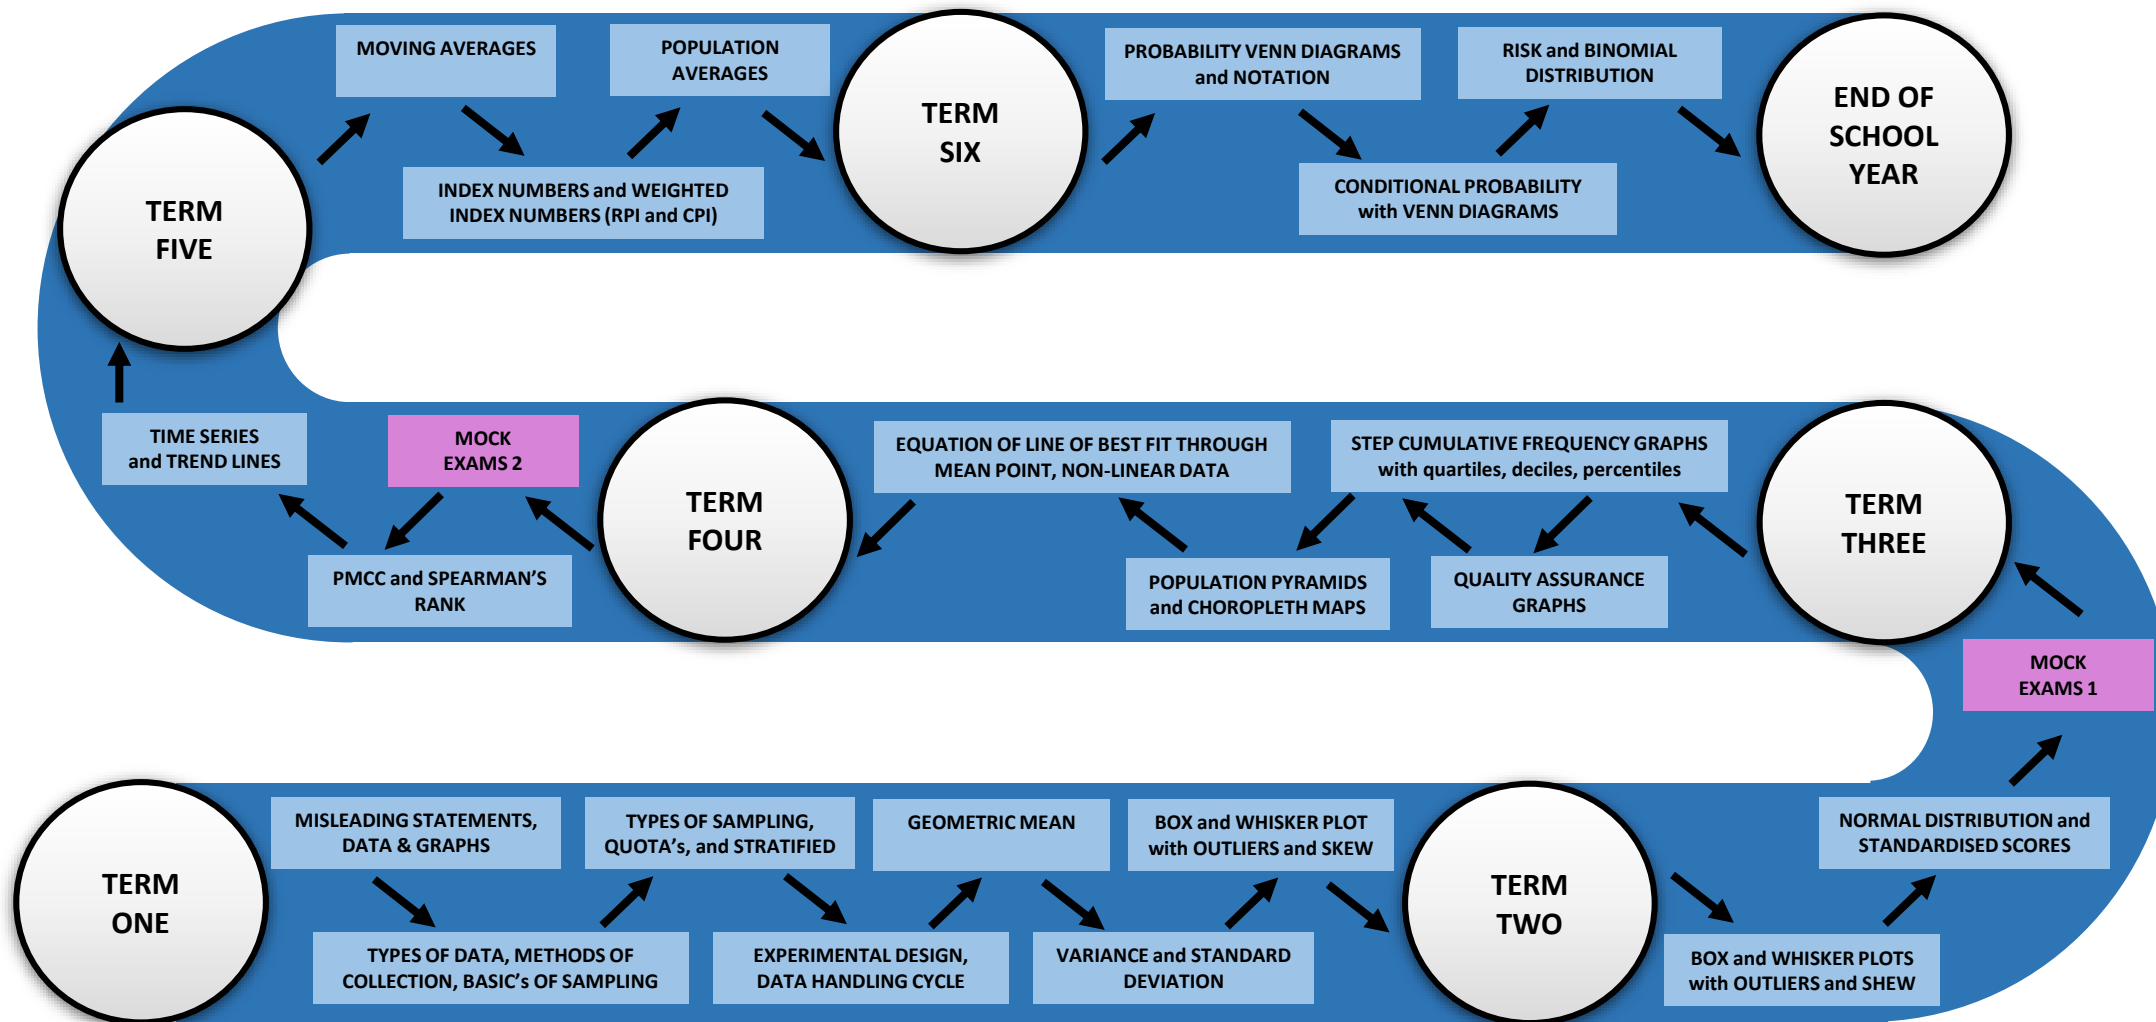 MOVING AVERAGES
POPULATION
AVERAGES
PROBABILITY VENN DIAGRAMS
and NOTATION
RISK and BINOMIAL
DISTRIBUTION
TERM
SIX
END OF
SCHOOL
YEAR
TERM
FIVE
INDEX NUMBERS and WEIGHTED
INDEX NUMBERS (RPI and CPI)
CONDITIONAL PROBABILITY
with VENN DIAGRAMS
TIME SERIES
and TREND LINES
MOCK
EXAMS 2
EQUATION OF LINE OF BEST FIT THROUGH
MEAN POINT, NON-LINEAR DATA
STEP CUMULATIVE FREQUENCY GRAPHS
with quartiles, deciles, percentiles
TERM
FOUR
TERM
THREE
PMCC and SPEARMAN'S
RANK
POPULATION PYRAMIDS
and CHOROPLETH MAPS
QUALITY ASSURANCE
GRAPHS
MOCK
EXAMS 1
MISLEADING STATEMENTS,
DATA & GRAPHS
TYPES OF SAMPLING,
QUOTA's, and STRATIFIED
GEOMETRIC MEAN
BOX and WHISKER PLOT
with OUTLIERS and SKEW
NORMAL DISTRIBUTION and
STANDARDISED SCORES
TERM
ONE
TERM
TWO
TYPES OF DATA, METHODS OF
COLLECTION, BASIC's OF SAMPLING
EXPERIMENTAL DESIGN,
DATA HANDLING CYCLE
VARIANCE and STANDARD
DEVIATION
BOX and WHISKER PLOTS
with OUTLIERS and SHEW